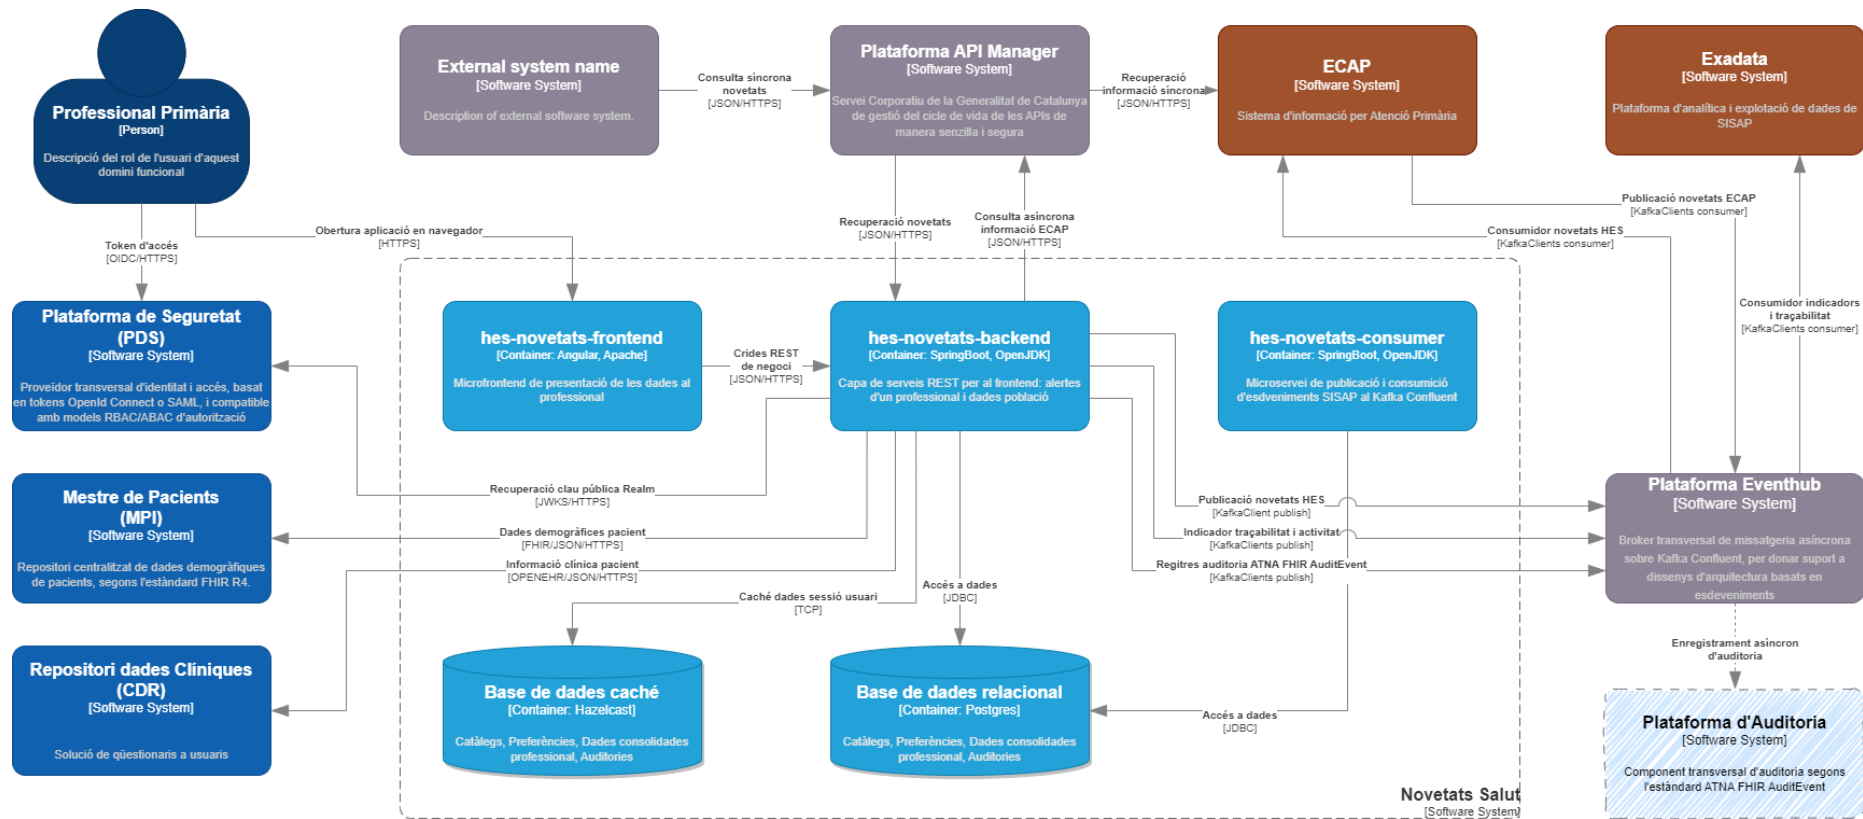 Professional Primària
[Person]
Descripció del rol de l'usuari d'aquest
domini funcional
External system name
[Software System]
Description of external software system.
Consulta síncrona
novetats
[JSON/HTTPS]
Plataforma API Manager
[Software System]
Servei Corporatiu de la Generalitat de Catalunya
de gestió del cicle de vida de les APIs de
manera senzilla i segura
Recuperació
informació síncrona
[JSON/HTTPS]
ECAP
[Software System]
Sistema d'informació per Atenció Primària
Exadata
[Software System]
Plataforma d'analítica i explotació de dades de
SISAP
Token d'accés
[OIDC/HTTPS]
Obertura aplicació en navegador
[HTTPS]
Recuperació novetats
[JSON/HTTPS]
Consulta asíncrona
informació ECAP
[JSON/HTTPS]
Publicació novetats ECAP
[KafkaClients consumer]
Consumidor novetats HES
[KafkaClients consumer]
Consumidor indicadors
i traçabilitat
[KafkaClients consumer]
Plataforma de Seguretat
(PDS)
[Software System]
Proveïdor transversal d'identitat i accés, basat
en tokens OpenId Connect o SAML, i compatible
amb models RBAC/ABAC d'autorització
hes-novetats-frontend
[Container: Angular, Apache]
Microfrontend de presentació de les dades al
professional
Crides REST
de negoci
[JSON/HTTPS]
hes-novetats-backend
[Container: SpringBoot, OpenJDK]
Capa de serveis REST per al frontend: alertes
d'un professional i dades població
hes-novetats-consumer
[Container: SpringBoot, OpenJDK]
Microservei de publicació i consumició
d'esdveniments SISAP al Kafka Confluent
Mestre de Pacients
(MPI)
[Software System]
Repositori centralitzat de dades demogràfiques
de pacients, segons l'estàndard FHIR R4.
Recuperació clau pública Realm
[JWKS/HTTPS]
Dades demogràfices pacient
[FHIR/JSON/HTTPS]
Informació clínica pacient
[OPENEHR/JSON/HTTPS]
Caché dades sessió usuari
[TCP]
Accés a dades
[JDBC]
Publicació novetats HES
[KafkaClient publish]
Indicador traçabilitat i activitat
[KafkaClients publish]
Regitres auditoria ATNA FHIR AuditEvent
[KafkaClients publish]
Plataforma Eventhub
[Software System]
Broker transversal de missatgeria asíncrona
sobre Kafka Confluent, per donar suport a
dissenys d'arquitectura basats en
esdeveniments
Repositori dades Clíniques
(CDR)
[Software System]
Solució de qüestionaris a usuaris
Base de dades caché
[Container: Hazelcast]
Catàlegs, Preferències, Dades consolidades
professional, Auditories
Base de dades relacional
[Container: Postgres]
Catàlegs, Preferències, Dades consolidades
professional, Auditories
Accés a dades
[JDBC]
Enregistrament asíncron
d'auditoria
Plataforma d'Auditoria
[Software System]
Component transversal d'auditoria segons
l'estàndard ATNA FHIR AuditEvent
Novetats Salut
[Software System]